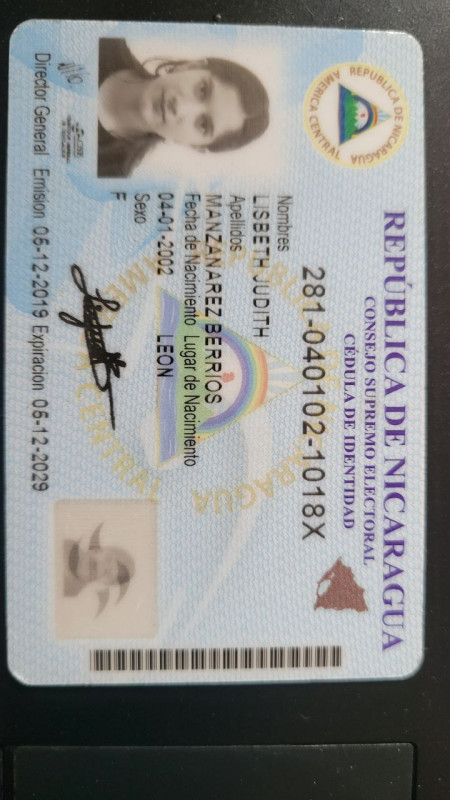 REPÚBLICA DE NICARAGUA
CONSEJO SUPREMO ELECTORAL
CÉDULA DE IDENTIDAD
REPUBLICA DE NICARAGUA
AMERICA CENTRAL
281-040102-1018X
Nombres
LISBETH JUDITH
Apellidos
MANZANAREZ BERRÍOS
Fecha de Nacimiento Lugar de Nacimiento
04-01-2002 LEON
Sexo
F
Director General Emision 06-12-2019 Expiracion 06-12-2029